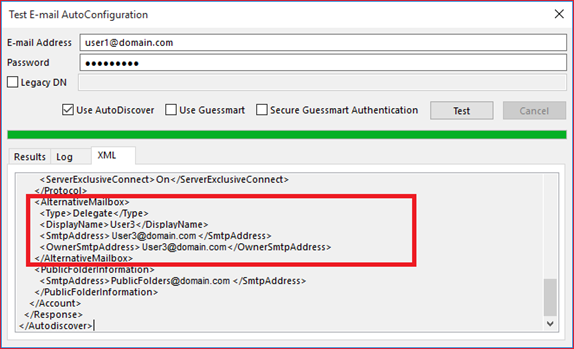 Test E-mail AutoConfiguration
E-mail Address user1@domain.com
Password ●●●●●●●●●
Legacy DN
Use AutoDiscover Use Guessmart Secure Guessmart Authentication Test Cancel
Results Log XML
<ServerExclusiveConnect>On</ServerExclusiveConnect>
</Protocol>
<AlternativeMailbox>
<Type>Delegate</Type>
<DisplayName>User3</DisplayName>
<SmtpAddress>User3@domain.com </SmtpAddress>
<OwnerSmtpAddress>User3@domain.com</OwnerSmtpAddress>
</AlternativeMailbox>
<PublicFolderInformation>
<SmtpAddress>PublicFolders@domain.com </SmtpAddress>
</PublicFolderInformation>
</Account>
</Response>
</Autodiscover>